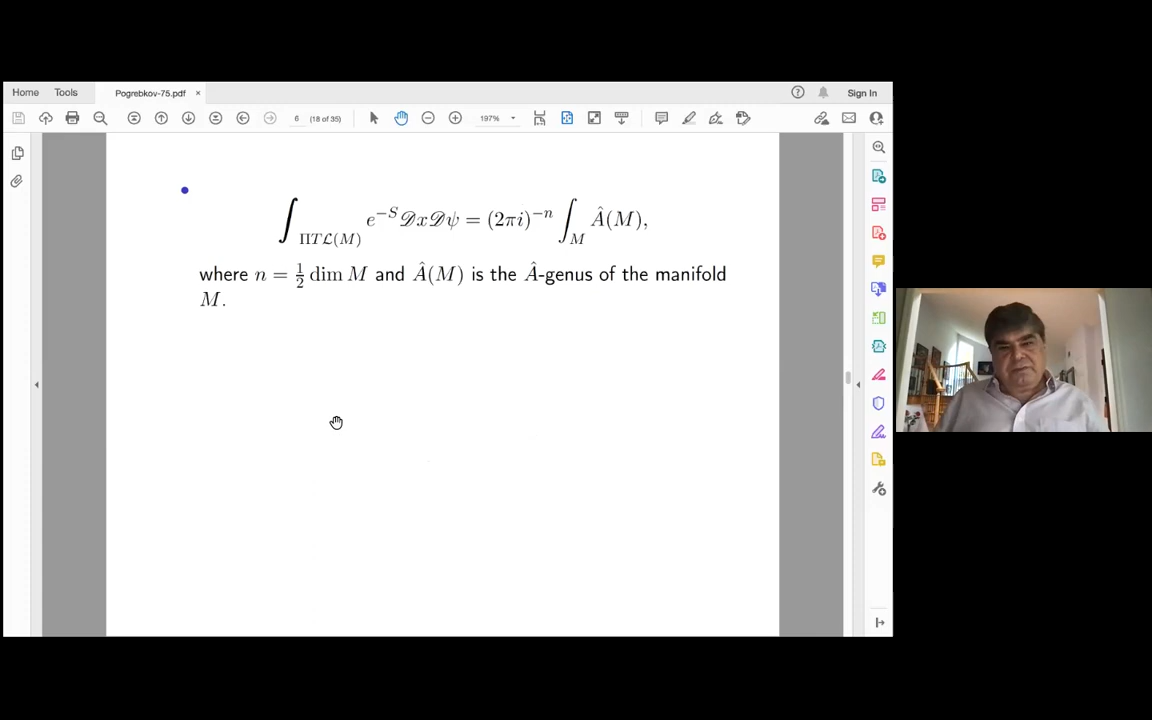 Home Tools Pogrebkov-75.pdf × Sign In
6 (18 of 35) 197%
∫_{ΠTℒ(M)} e^{−S} 𝒟x𝒟ψ = (2πi)^{−n} ∫_M Â(M),
where n = ½ dim M and Â(M) is the Â-genus of the manifold
M.